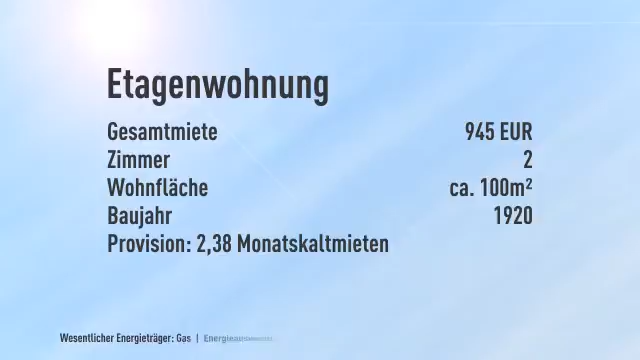 Etagenwohnung
Gesamtmiete 945 EUR
Zimmer 2
Wohnfläche ca. 100m²
Baujahr 1920
Provision: 2,38 Monatskaltmieten
Wesentlicher Energieträger: Gas |